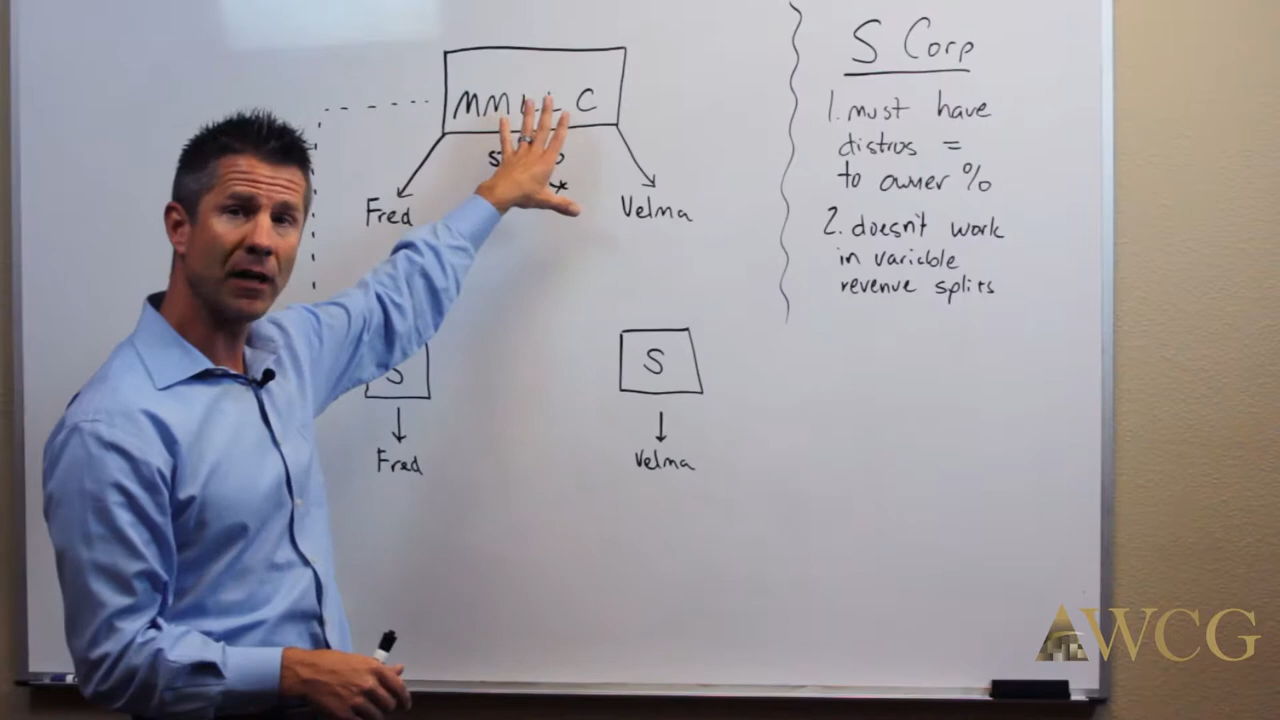 S Corp
1. must have
distros =
to owner %
2. doesn't work
in variable
revenue splits
MMLLC
Fred
Velma
S
S
Fred
Velma
AWCG